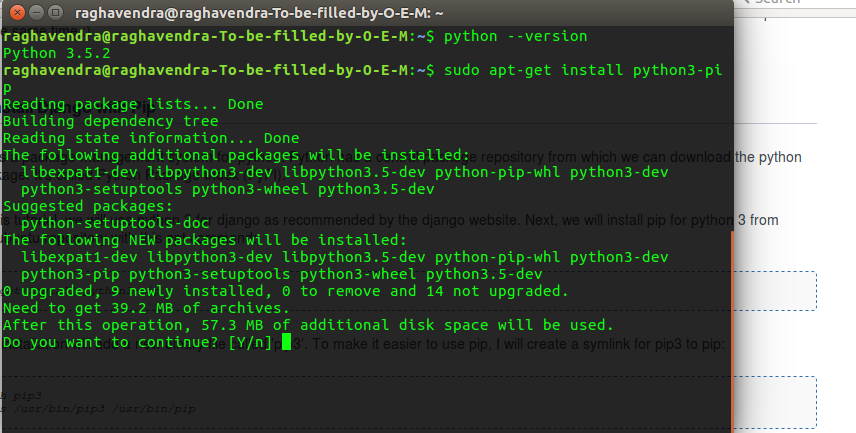 raghavendra@raghavendra-To-be-filled-by-O-E-M: ~
Search
raghavendra@raghavendra-To-be-filled-by-O-E-M:~$ python --version
Python 3.5.2
raghavendra@raghavendra-To-be-filled-by-O-E-M:~$ sudo apt-get install python3-pi
p
Reading package lists... Done
Building dependency tree
Reading state information... Done
The following additional packages will be installed:
repository from which we can download the python
libexpat1-dev libpython3-dev libpython3.5-dev python-pip-whl python3-dev
python3-setuptools python3-wheel python3.5-dev
Suggested packages:
python-setuptools-doc
for django as recommended by the django website. Next, we will install pip for python 3 from
The following NEW packages will be installed:
libexpat1-dev libpython3-dev libpython3.5-dev python-pip-whl python3-dev
python3-pip python3-setuptools python3-wheel python3.5-dev
0 upgraded, 9 newly installed, 0 to remove and 14 not upgraded.
Need to get 39.2 MB of archives.
After this operation, 57.3 MB of additional disk space will be used.
Do you want to continue? [Y/n]
'. To make it easier to use pip, I will create a symlink for pip3 to pip:
h pip3
s /usr/bin/pip3 /usr/bin/pip